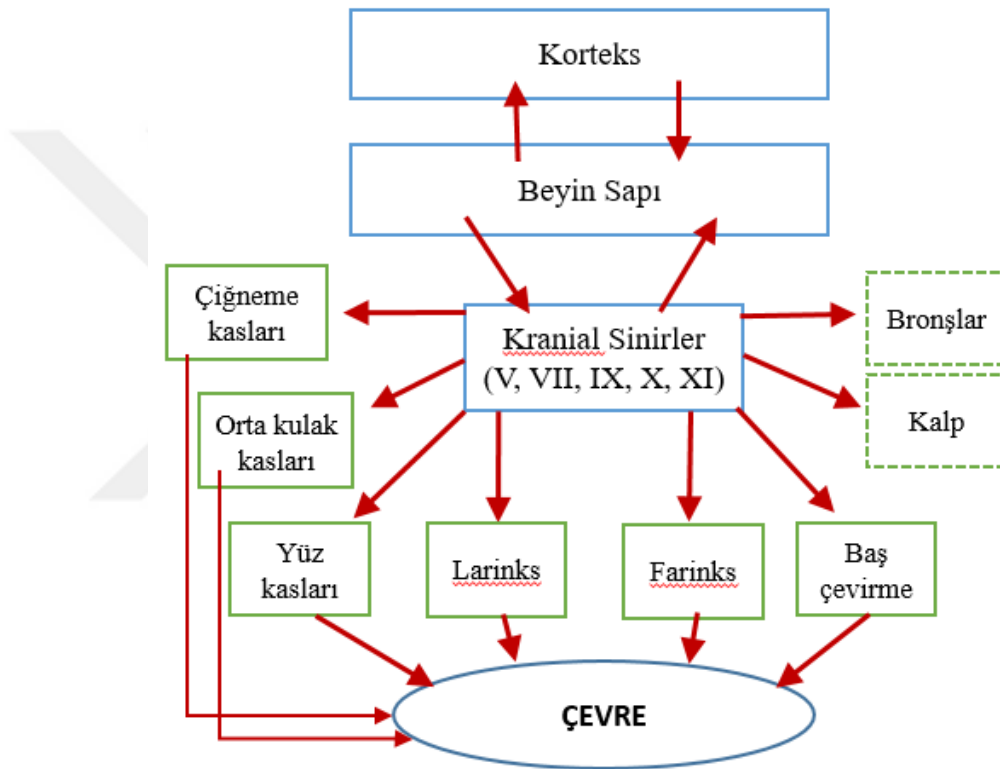 Korteks
Beyin Sapı
Çiğneme
kasları
Kranial Sinirler
(V, VII, IX, X, XI)
Bronşlar
Orta kulak
kasları
Kalp
Yüz
kasları
Larinks
Farinks
Baş
çevirme
ÇEVRE